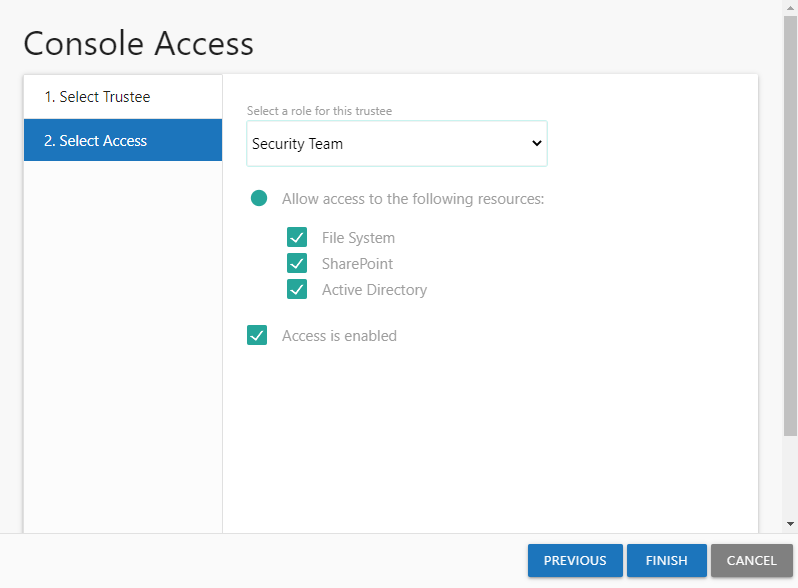 Console Access
1. Select Trustee
2. Select Access
Select a role for this trustee
Security Team
Allow access to the following resources:
File System
SharePoint
Active Directory
Access is enabled
PREVIOUS
FINISH
CANCEL